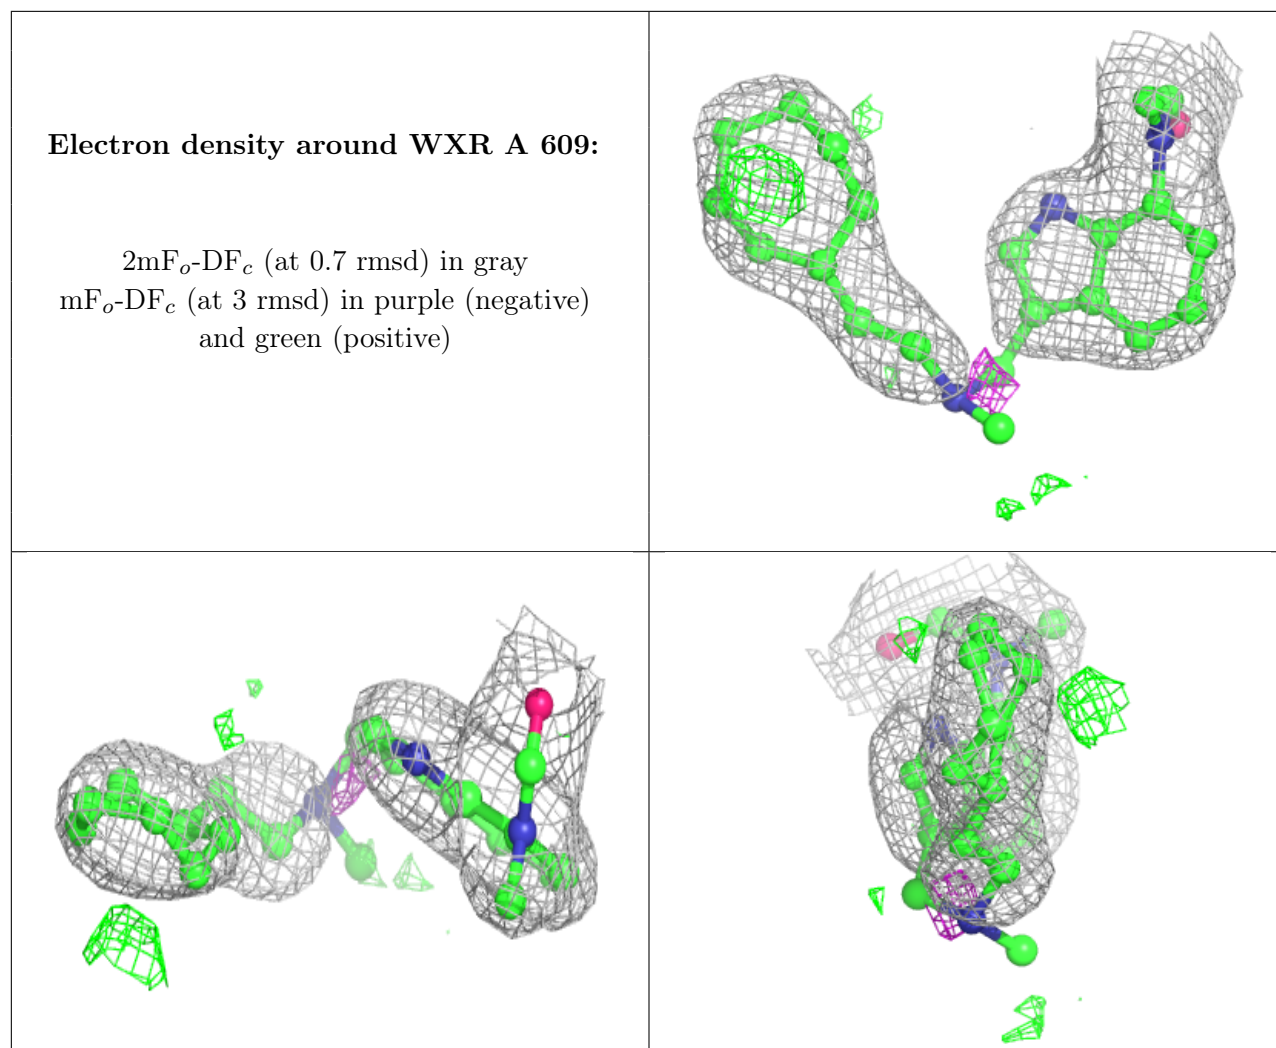 Electron density around WXR A 609:
2mFo-DFc (at 0.7 rmsd) in gray
mFo-DFc (at 3 rmsd) in purple (negative)
and green (positive)